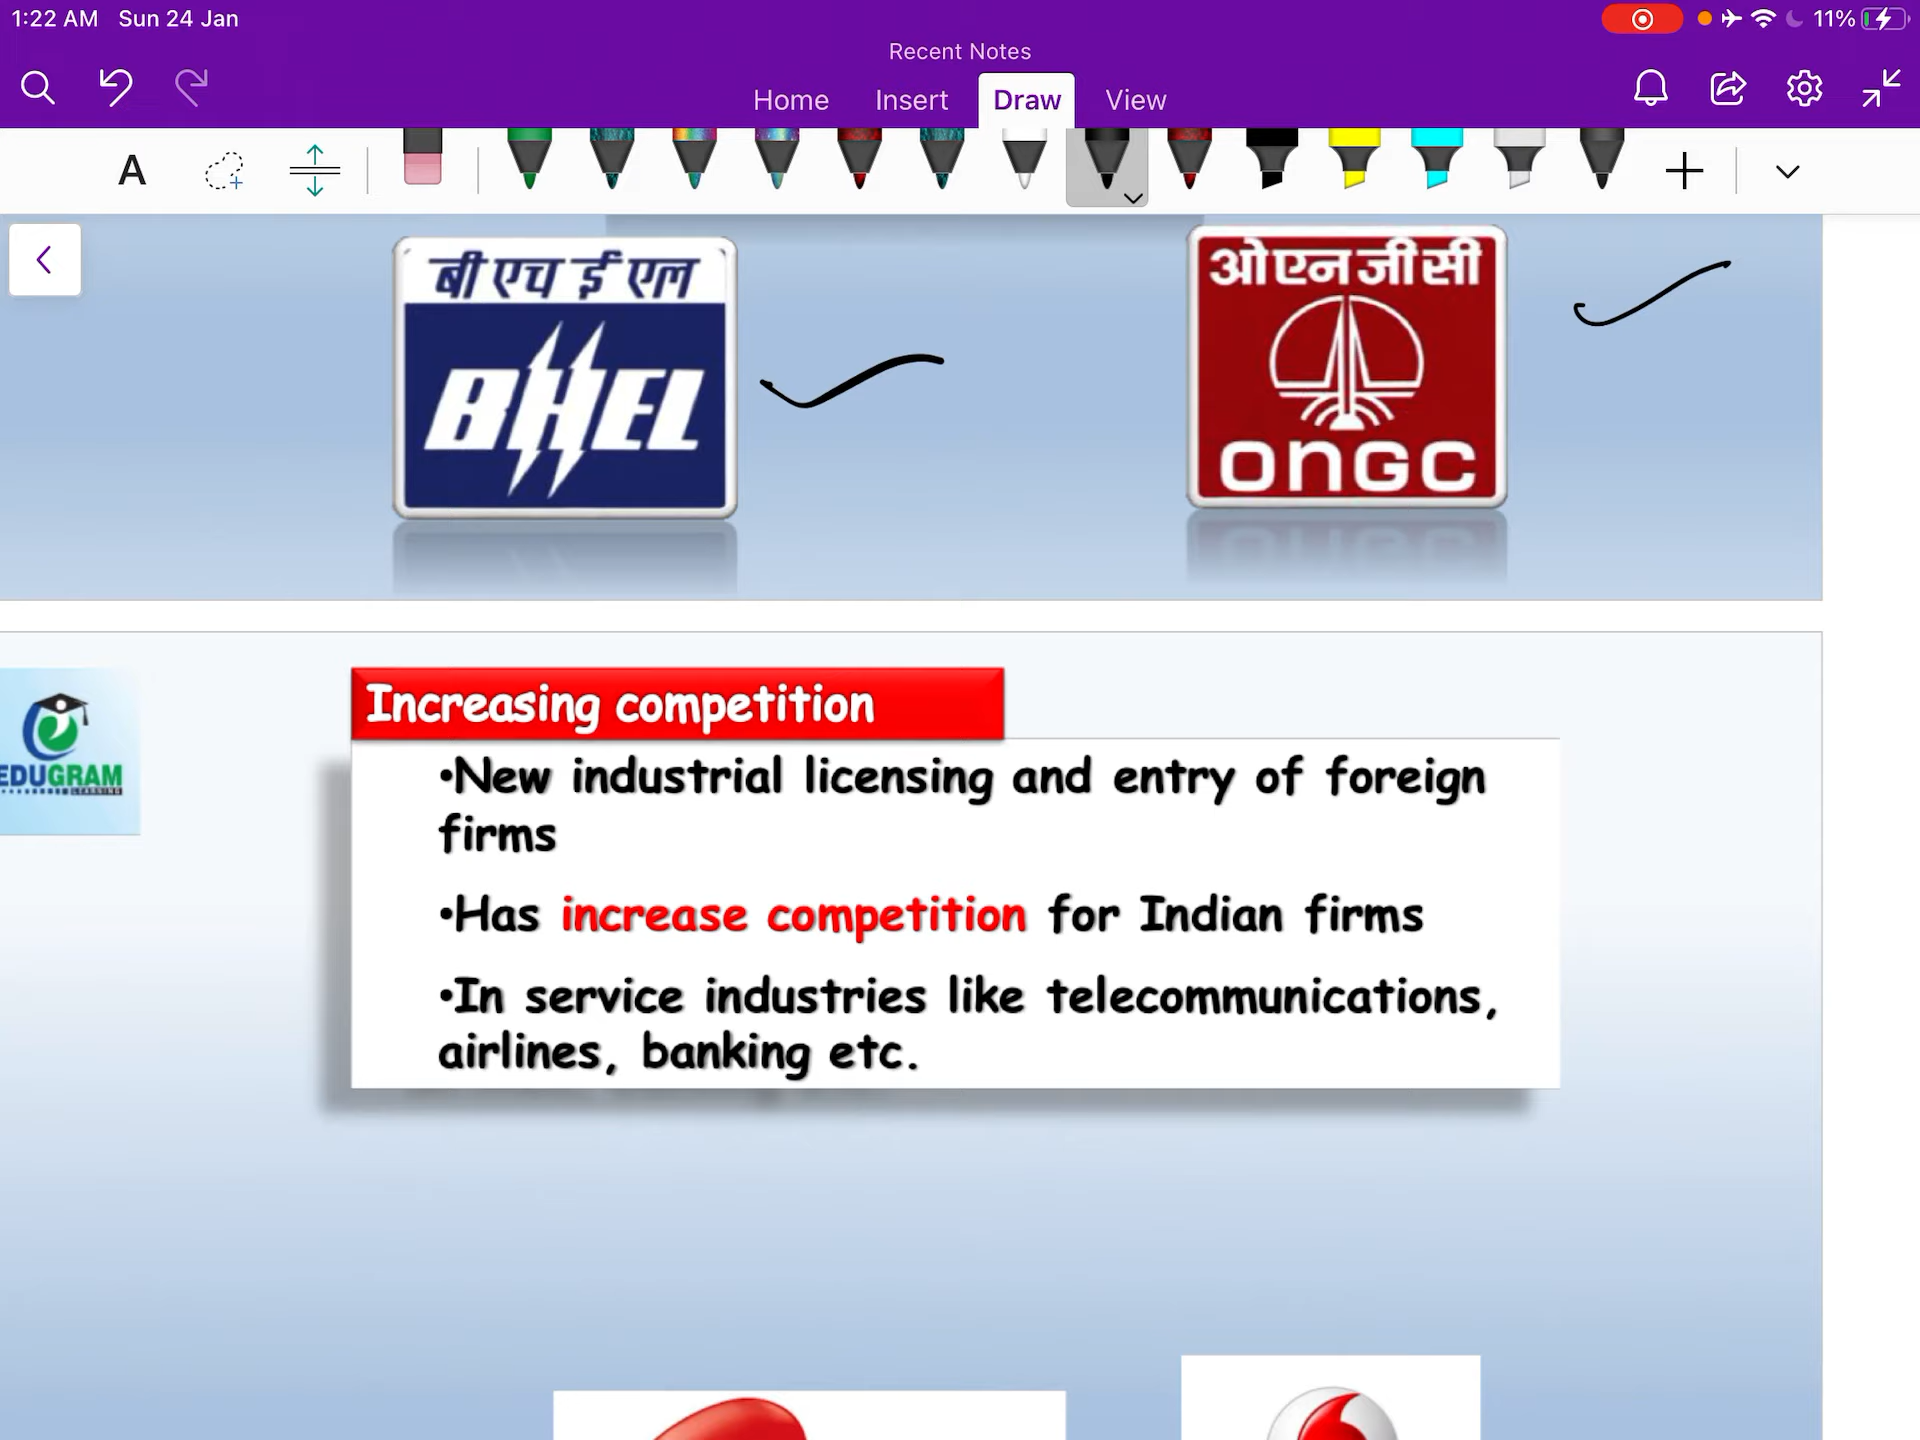 1:22 AM Sun 24 Jan
11%
Recent Notes
Home Insert Draw View
A
बीएचईएल
BHEL
ओएनजीसी
ONGC
Increasing competition
EDUGRAM
LEARNING
•New industrial licensing and entry of foreign
firms
•Has increase competition for Indian firms
•In service industries like telecommunications,
airlines, banking etc.